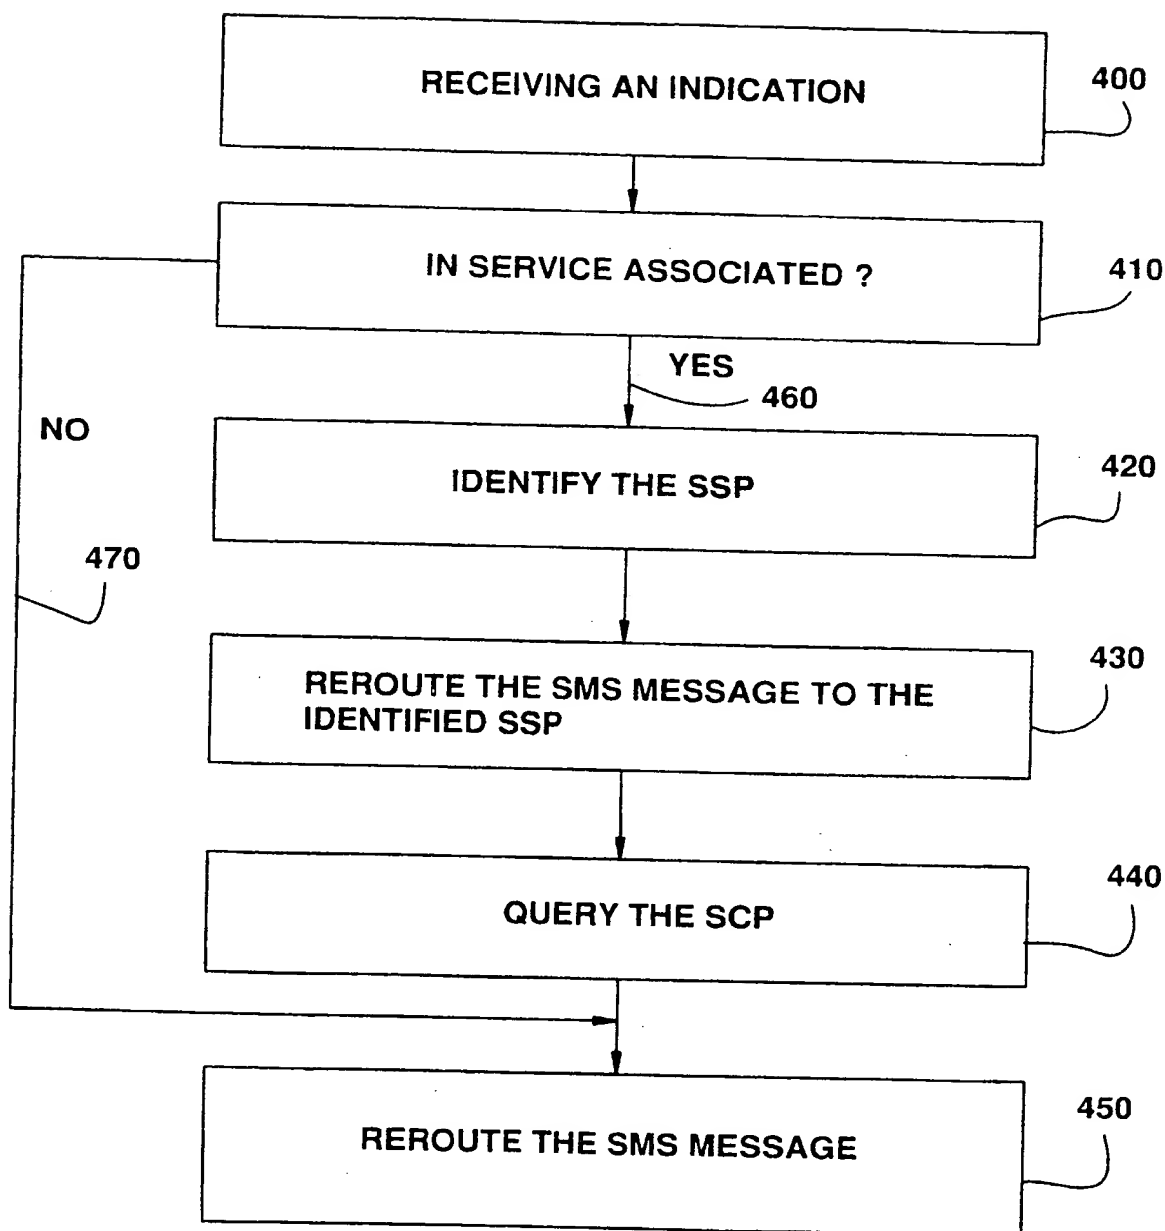 RECEIVING AN INDICATION
400
IN SERVICE ASSOCIATED ?
410
YES
460
NO
IDENTIFY THE SSP
420
470
REROUTE THE SMS MESSAGE TO THE
IDENTIFIED SSP
430
QUERY THE SCP
440
REROUTE THE SMS MESSAGE
450